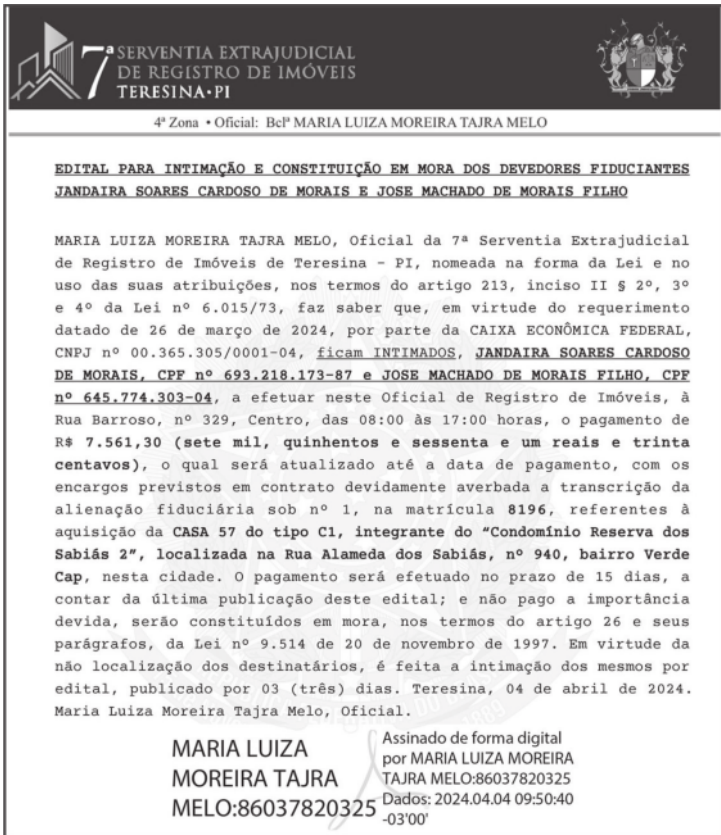 7ª SERVENTIA EXTRAJUDICIAL
DE REGISTRO DE IMÓVEIS
TERESINA•PI
4ª Zona • Oficial: Belª MARIA LUIZA MOREIRA TAJRA MELO
EDITAL PARA INTIMAÇÃO E CONSTITUIÇÃO EM MORA DOS DEVEDORES FIDUCIANTES
JANDAIRA SOARES CARDOSO DE MORAIS E JOSE MACHADO DE MORAIS FILHO
MARIA LUIZA MOREIRA TAJRA MELO, Oficial da 7ª Serventia Extrajudicial
de Registro de Imóveis de Teresina - PI, nomeada na forma da Lei e no
uso das suas atribuições, nos termos do artigo 213, inciso II § 2º, 3º
e 4º da Lei nº 6.015/73, faz saber que, em virtude do requerimento
datado de 26 de março de 2024, por parte da CAIXA ECONÔMICA FEDERAL,
CNPJ nº 00.365.305/0001-04, ficam INTIMADOS, JANDAIRA SOARES CARDOSO
DE MORAIS, CPF nº 693.218.173-87 e JOSE MACHADO DE MORAIS FILHO, CPF
nº 645.774.303-04, a efetuar neste Oficial de Registro de Imóveis, à
Rua Barroso, nº 329, Centro, das 08:00 às 17:00 horas, o pagamento de
R$ 7.561,30 (sete mil, quinhentos e sessenta e um reais e trinta
centavos), o qual será atualizado até a data de pagamento, com os
encargos previstos em contrato devidamente averbada a transcrição da
alienação fiduciária sob nº 1, na matrícula 8196, referentes à
aquisição da CASA 57 do tipo C1, integrante do “Condomínio Reserva dos
Sabiás 2”, localizada na Rua Alameda dos Sabiás, nº 940, bairro Verde
Cap, nesta cidade. O pagamento será efetuado no prazo de 15 dias, a
contar da última publicação deste edital; e não pago a importância
devida, serão constituídos em mora, nos termos do artigo 26 e seus
parágrafos, da Lei nº 9.514 de 20 de novembro de 1997. Em virtude da
não localização dos destinatários, é feita a intimação dos mesmos por
edital, publicado por 03 (três) dias. Teresina, 04 de abril de 2024.
Maria Luiza Moreira Tajra Melo, Oficial.
MARIA LUIZA
MOREIRA TAJRA
MELO:86037820325
Assinado de forma digital
por MARIA LUIZA MOREIRA
TAJRA MELO:86037820325
Dados: 2024.04.04 09:50:40
-03'00'